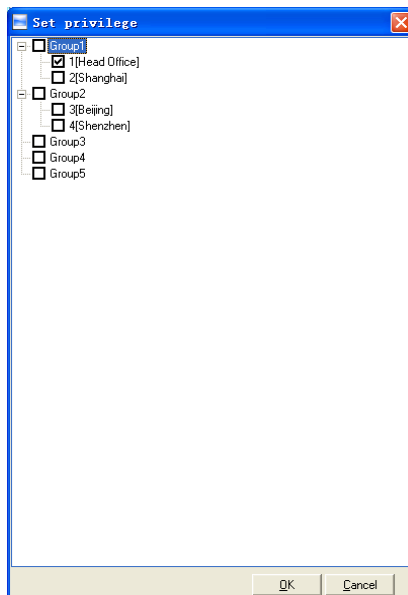 Set privilege
Group1
1[Head Office]
2[Shanghai]
Group2
3[Beijing]
4[Shenzhen]
Group3
Group4
Group5
OK Cancel